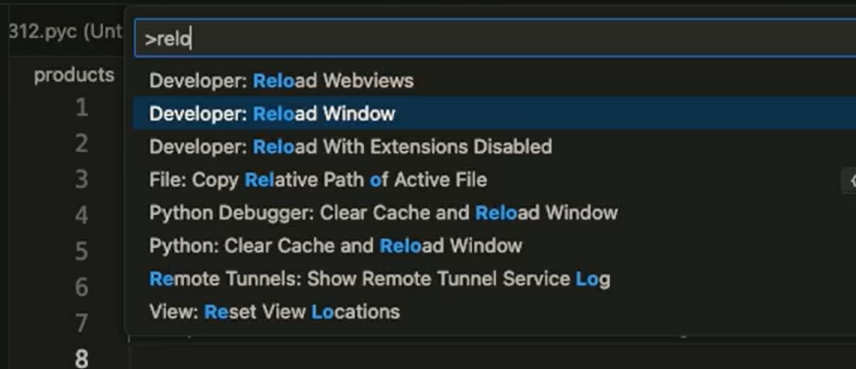 312.pyc (Unt
>relo
products
Developer: Reload Webviews
1
Developer: Reload Window
2
Developer: Reload With Extensions Disabled
3
File: Copy Relative Path of Active File
4
Python Debugger: Clear Cache and Reload Window
5
Python: Clear Cache and Reload Window
6
Remote Tunnels: Show Remote Tunnel Service Log
7
View: Reset View Locations
8